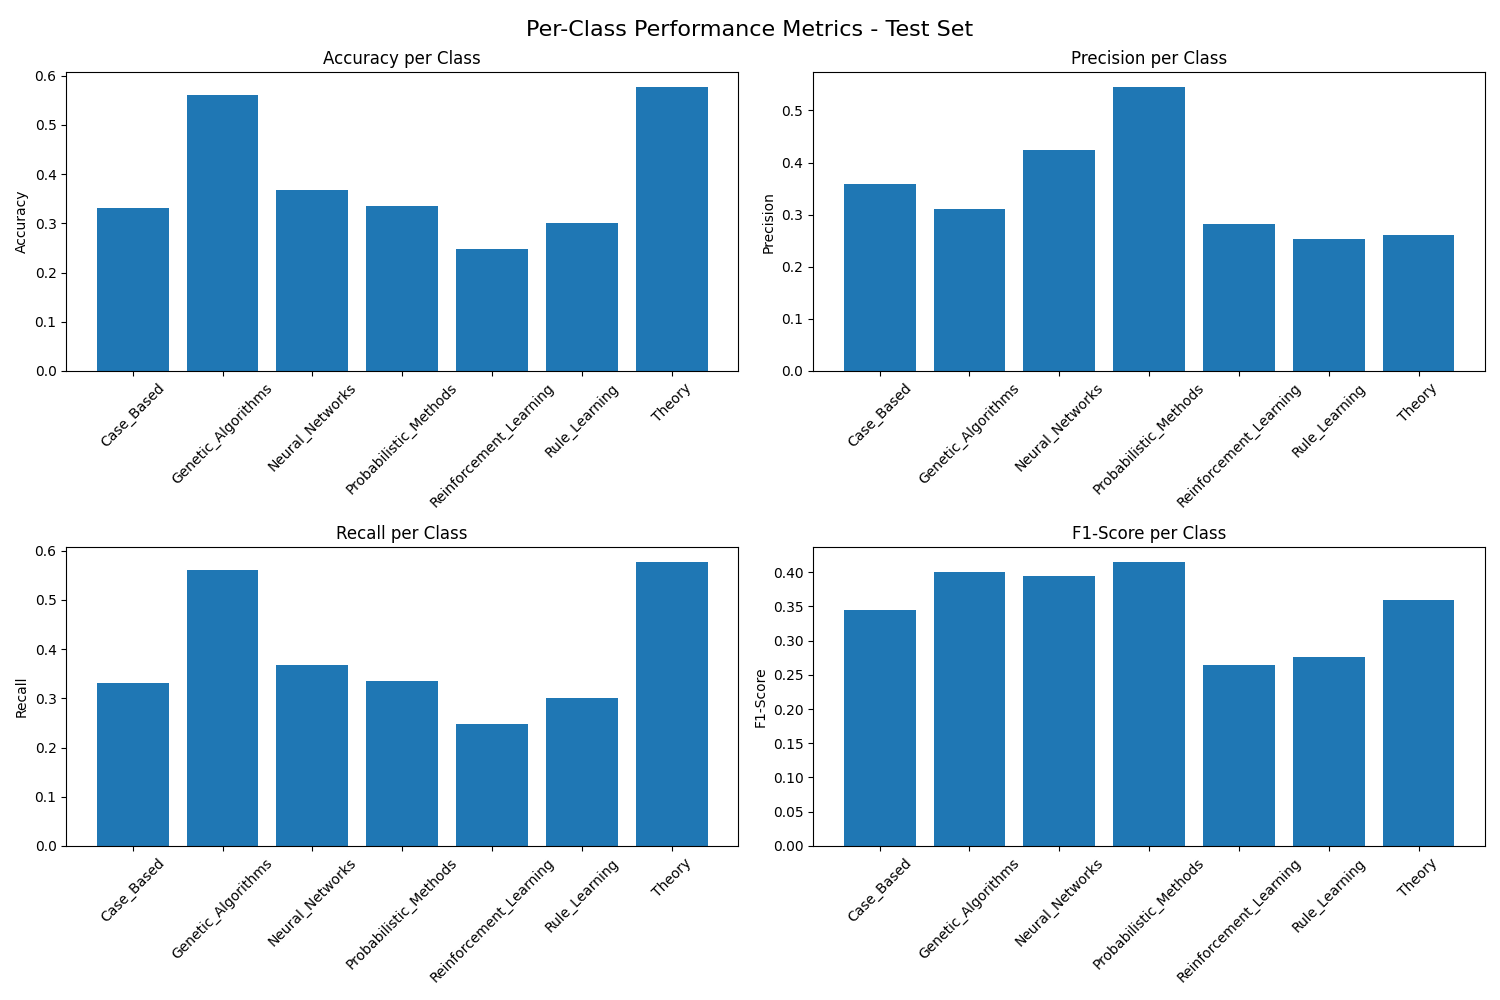 Per-Class Performance Metrics - Test Set
Accuracy per Class
Accuracy
0.6
0.5
0.4
0.3
0.2
0.1
0.0
Case_Based
Genetic_Algorithms
Neural_Networks
Probabilistic_Methods
Reinforcement_Learning
Rule_Learning
Theory
Precision per Class
Precision
0.5
0.4
0.3
0.2
0.1
0.0
Case_Based
Genetic_Algorithms
Neural_Networks
Probabilistic_Methods
Reinforcement_Learning
Rule_Learning
Theory
Recall per Class
Recall
0.6
0.5
0.4
0.3
0.2
0.1
0.0
Case_Based
Genetic_Algorithms
Neural_Networks
Probabilistic_Methods
Reinforcement_Learning
Rule_Learning
Theory
F1-Score per Class
F1-Score
0.40
0.35
0.30
0.25
0.20
0.15
0.10
0.05
0.00
Case_Based
Genetic_Algorithms
Neural_Networks
Probabilistic_Methods
Reinforcement_Learning
Rule_Learning
Theory